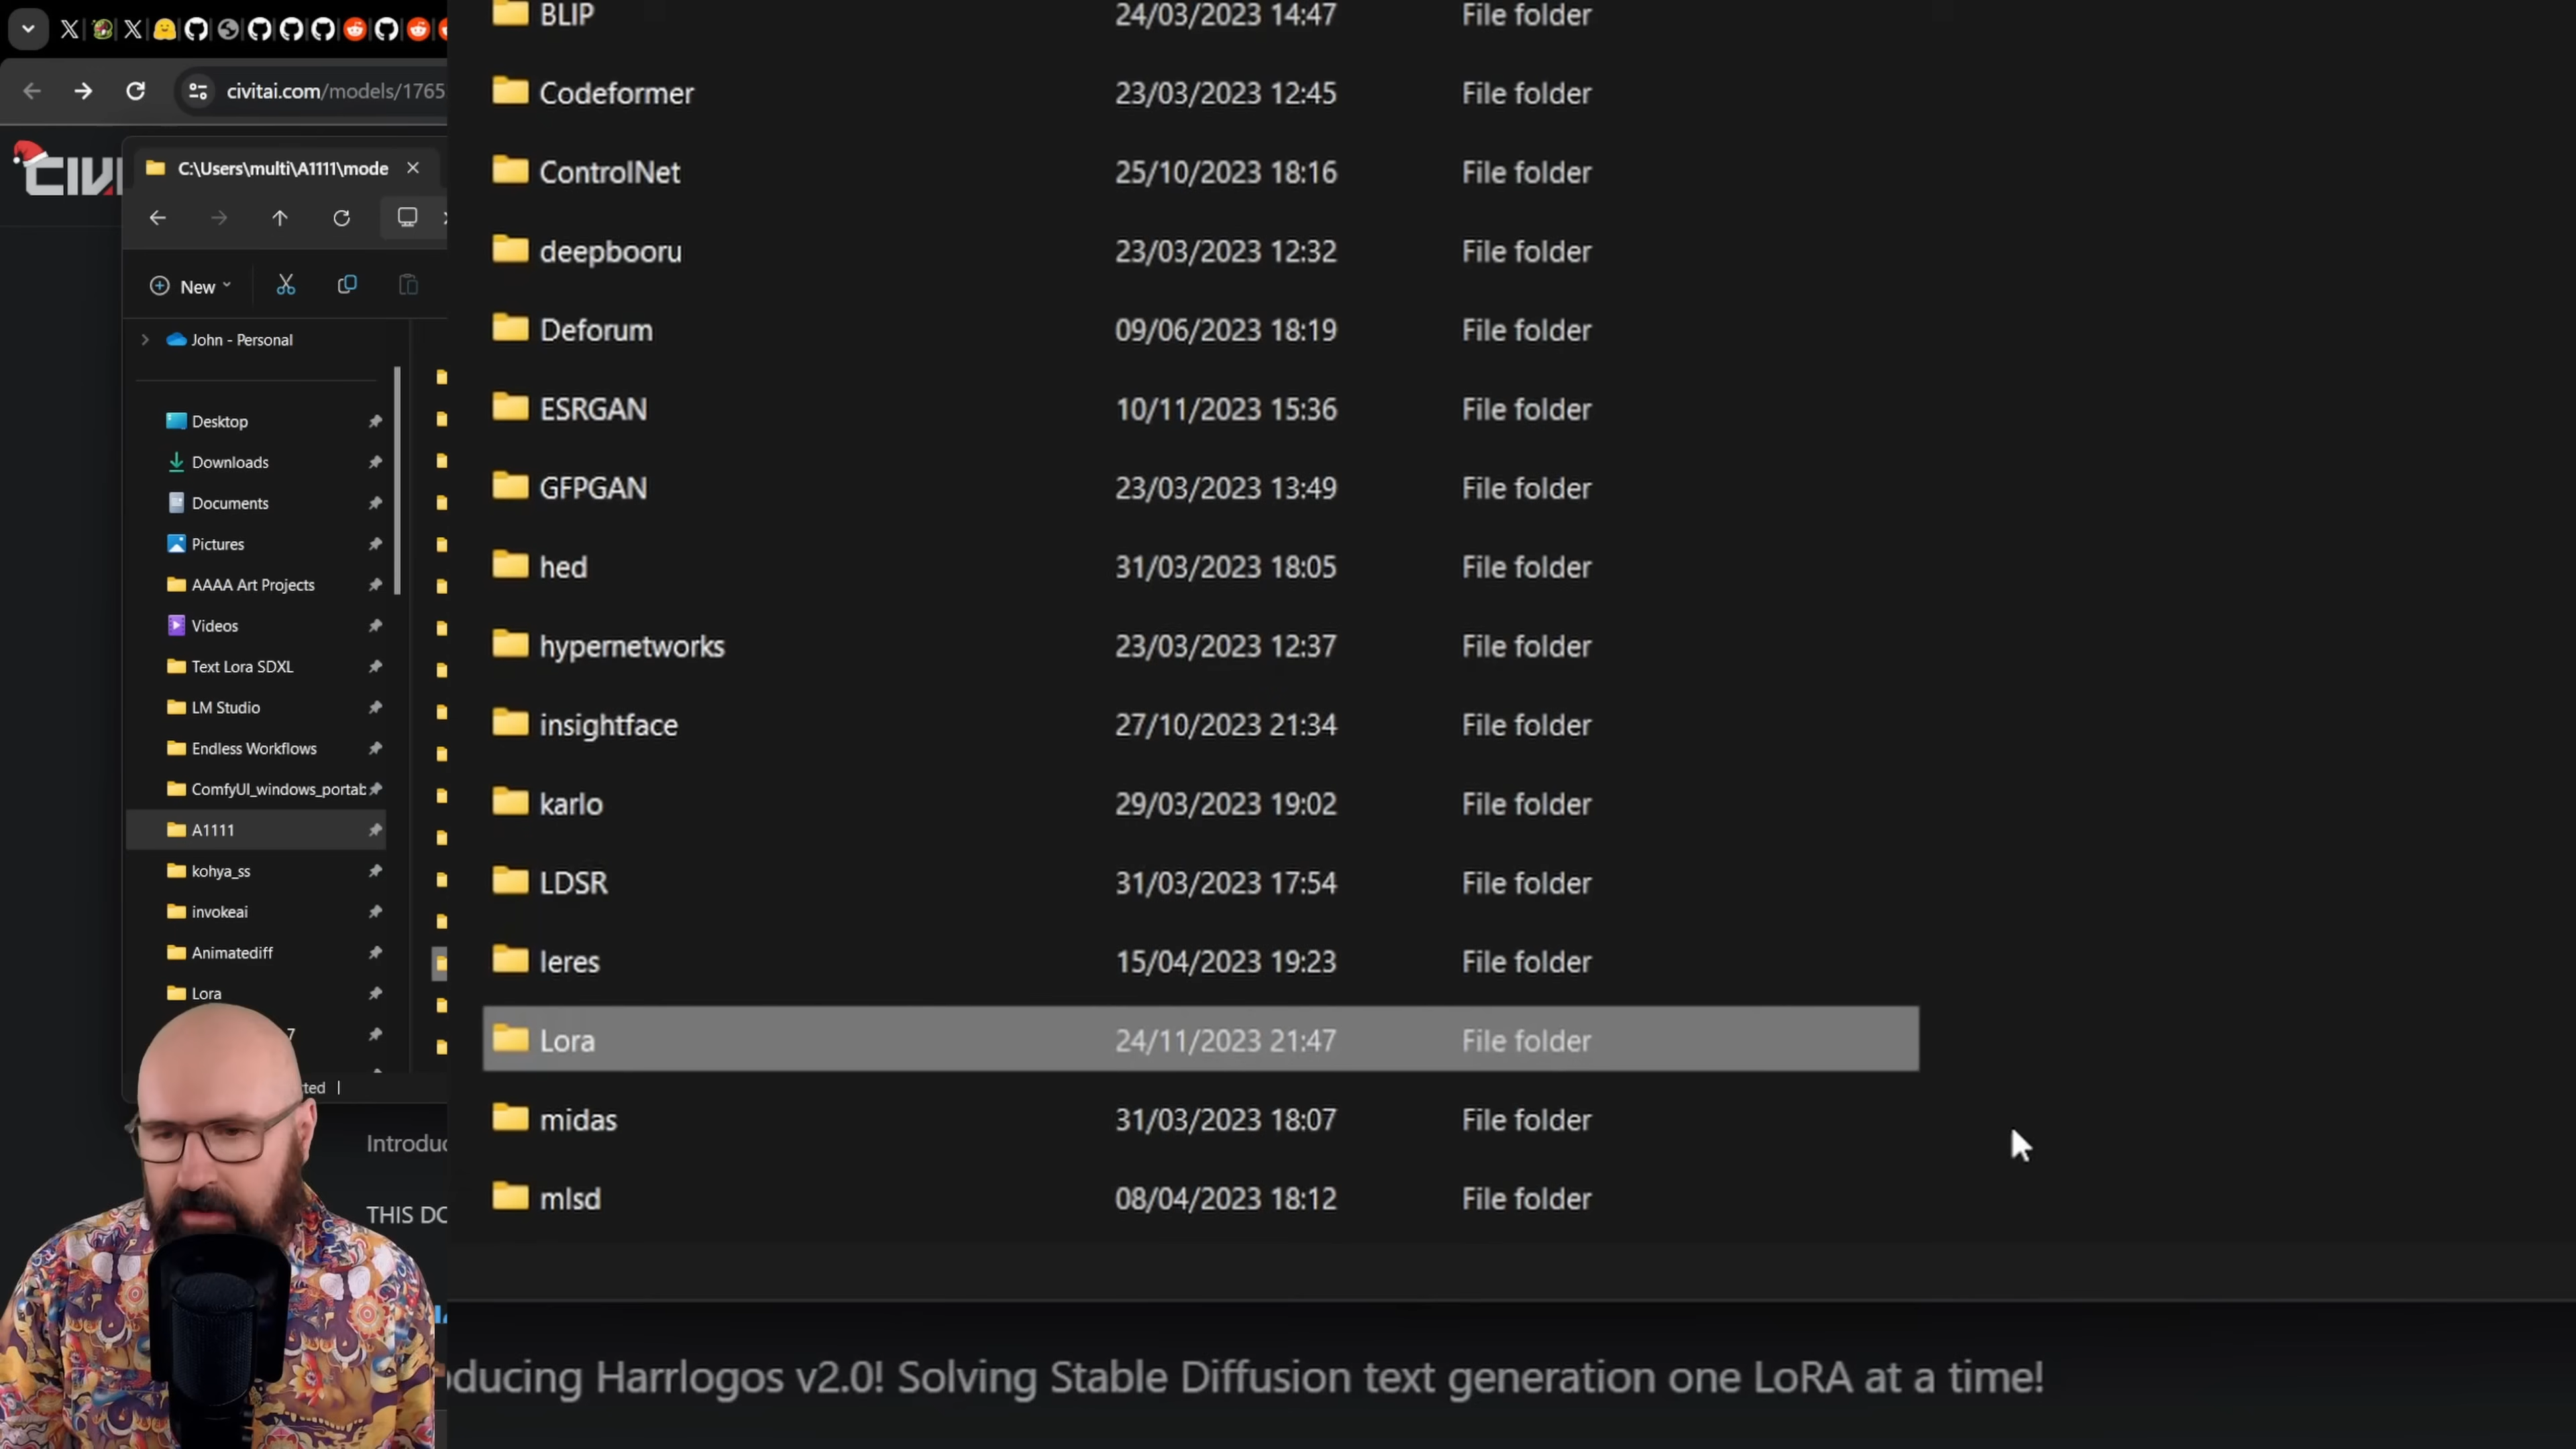 civitai.com/models/1765
CIVI
C:\Users\multi\A1111\mode
New
John - Personal
Desktop
Downloads
Documents
Pictures
AAAA Art Projects
Videos
Text Lora SDXL
LM Studio
Endless Workflows
ComfyUI_windows_portab
A1111
kohya_ss
invokeai
Animatediff
Lora
7
ted
Introduc
THIS DO
BLIP 24/03/2023 14:47 File folder
Codeformer 23/03/2023 12:45 File folder
ControlNet 25/10/2023 18:16 File folder
deepbooru 23/03/2023 12:32 File folder
Deforum 09/06/2023 18:19 File folder
ESRGAN 10/11/2023 15:36 File folder
GFPGAN 23/03/2023 13:49 File folder
hed 31/03/2023 18:05 File folder
hypernetworks 23/03/2023 12:37 File folder
insightface 27/10/2023 21:34 File folder
karlo 29/03/2023 19:02 File folder
LDSR 31/03/2023 17:54 File folder
leres 15/04/2023 19:23 File folder
Lora 24/11/2023 21:47 File folder
midas 31/03/2023 18:07 File folder
mlsd 08/04/2023 18:12 File folder
oducing Harrlogos v2.0! Solving Stable Diffusion text generation one LoRA at a time!